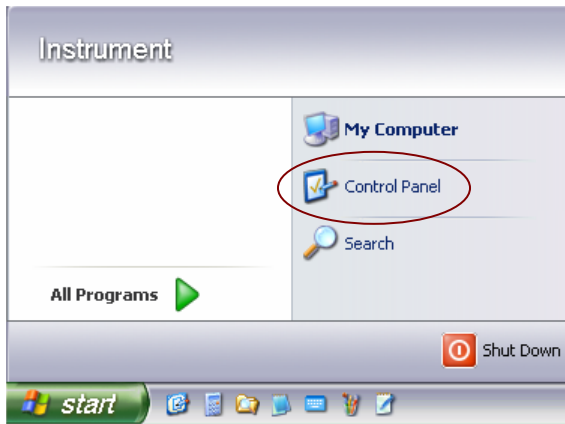 Instrument
My Computer
Control Panel
Search
All Programs
Shut Down
start